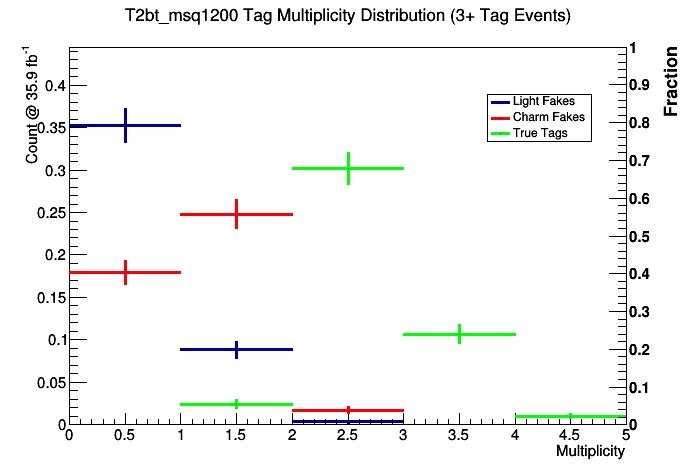 T2bt_msq1200 Tag Multiplicity Distribution (3+ Tag Events)
Count @ 35.9 fb⁻¹
0.4
0.35
0.3
0.25
0.2
0.15
0.1
0.05
0
Light Fakes
Charm Fakes
True Tags
1
0.9
0.8
0.7
0.6
0.5
0.4
0.3
0.2
0.1
0
Fraction
0 0.5 1 1.5 2 2.5 3 3.5 4 4.5 5
Multiplicity